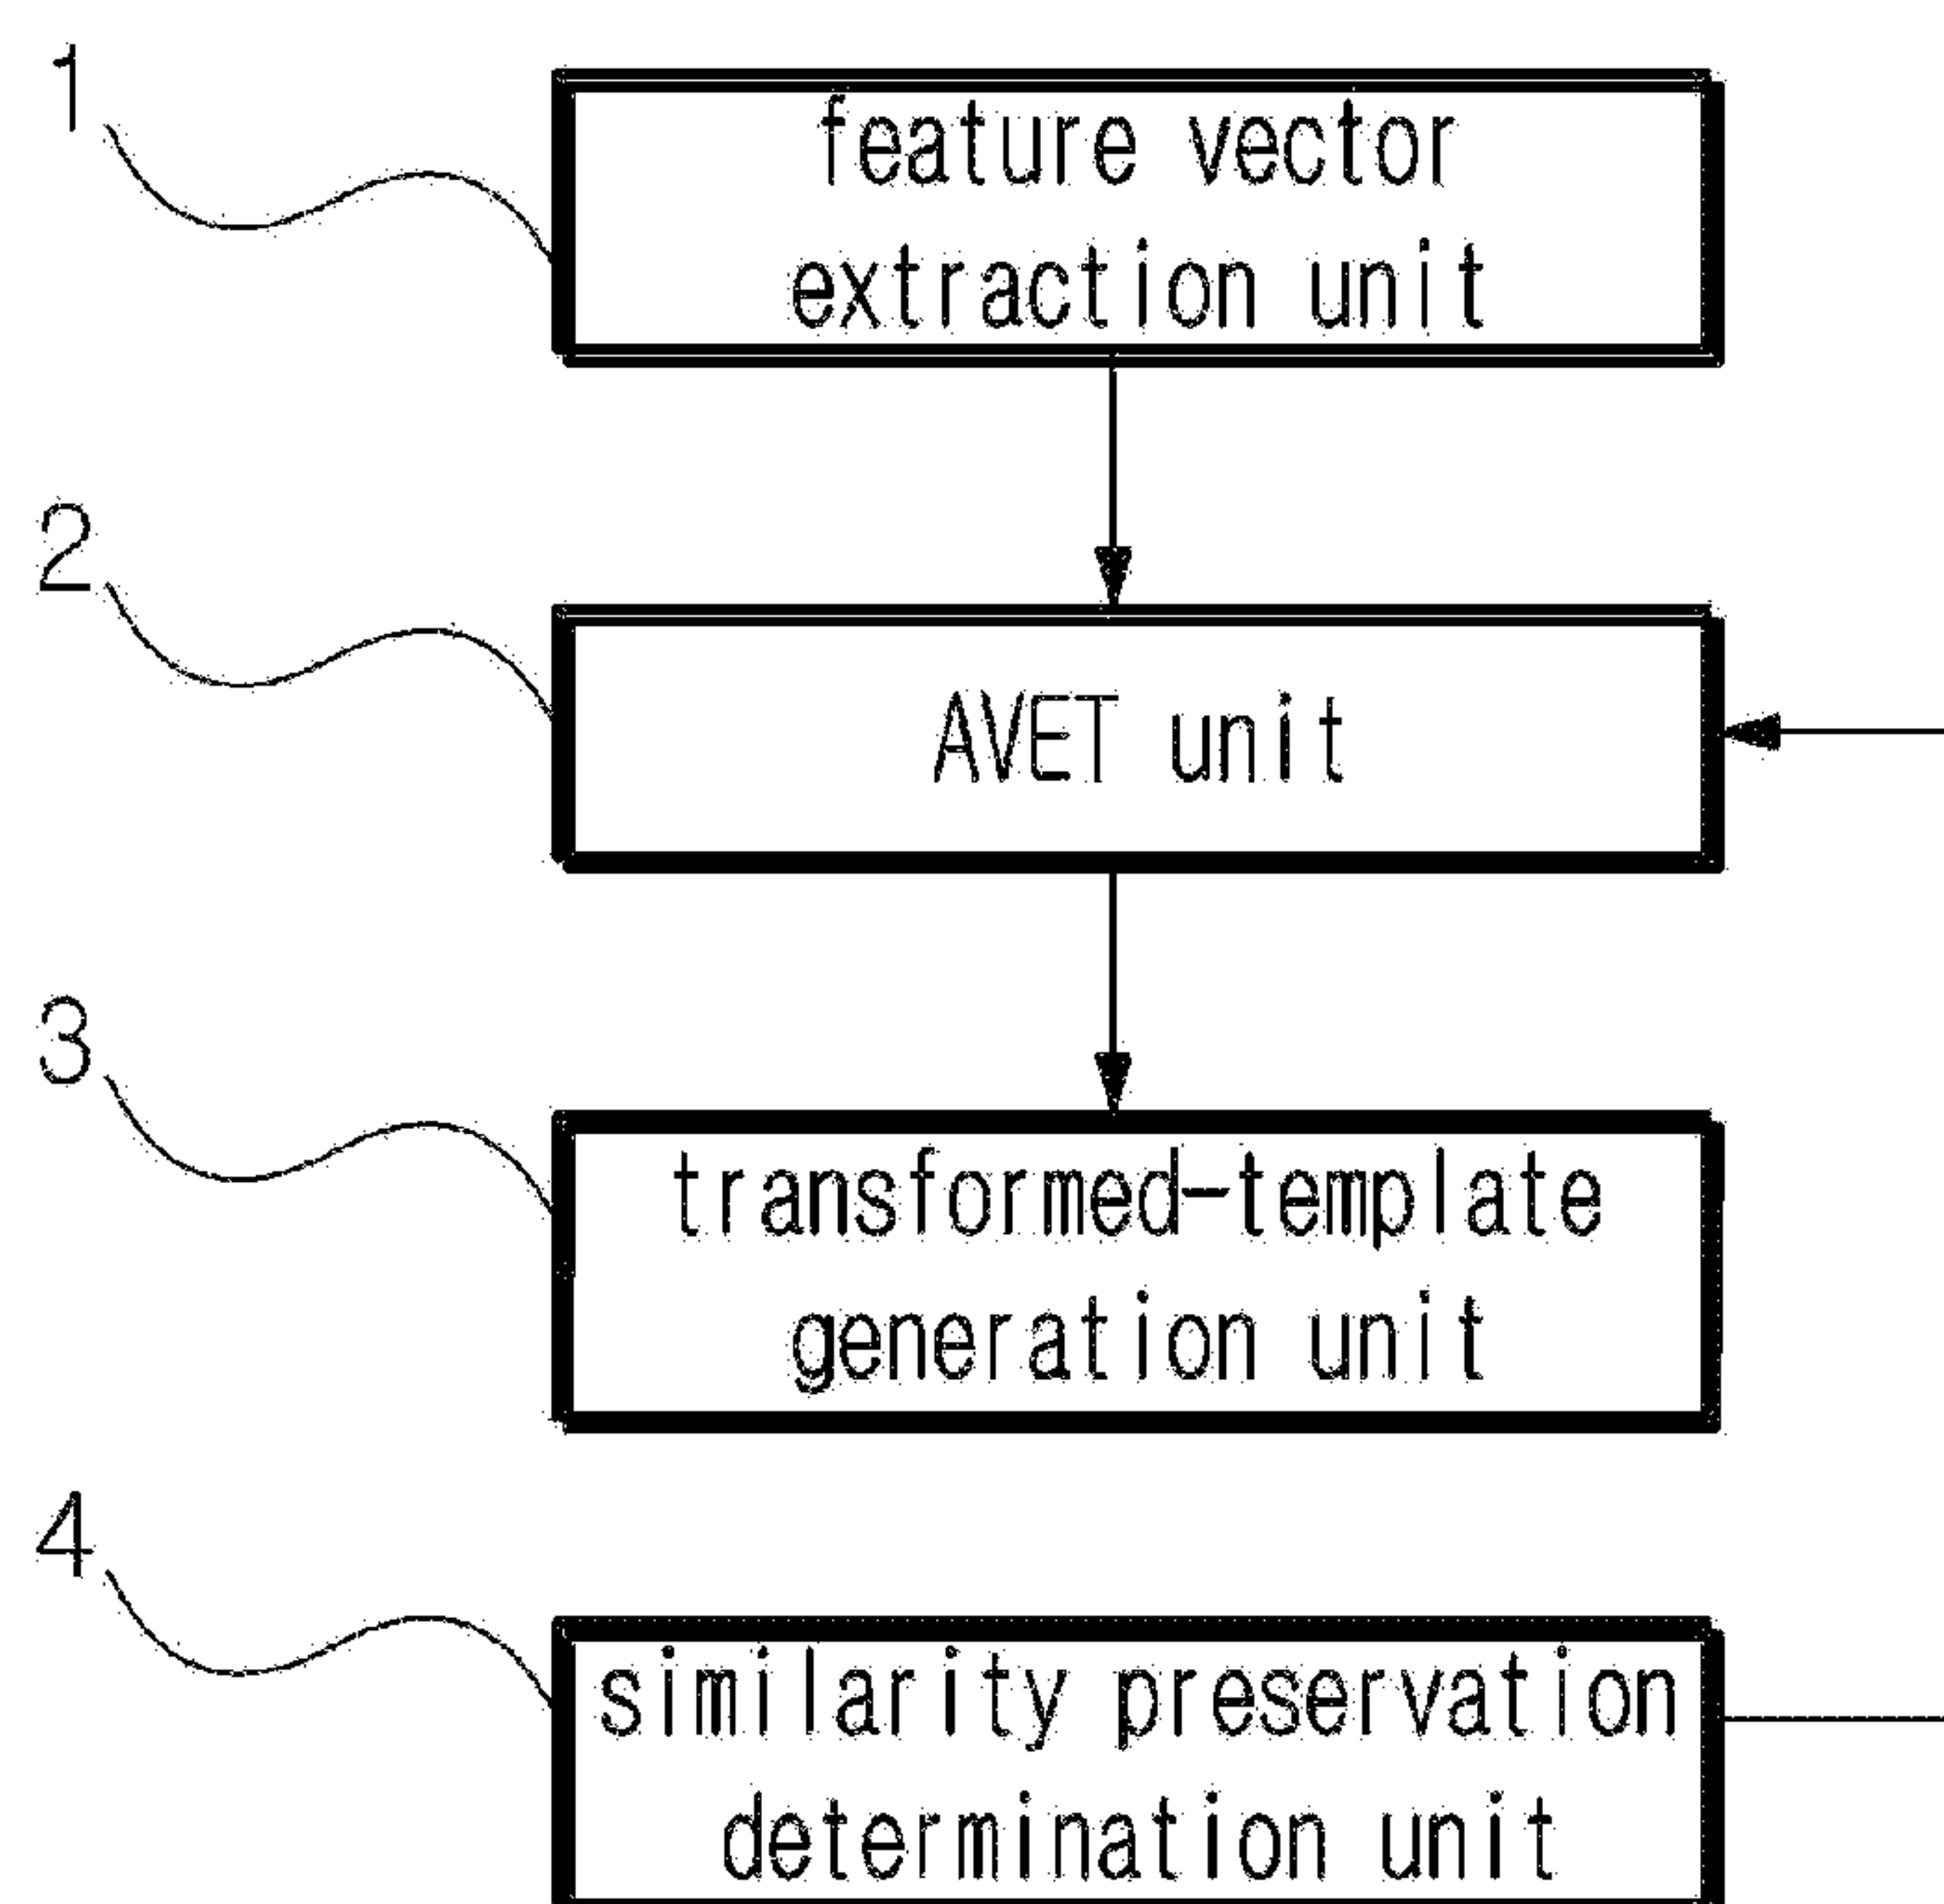 1
feature vector
extraction unit
2
AVET unit
3
transformed-template
generation unit
4
similarity preservation
determination unit